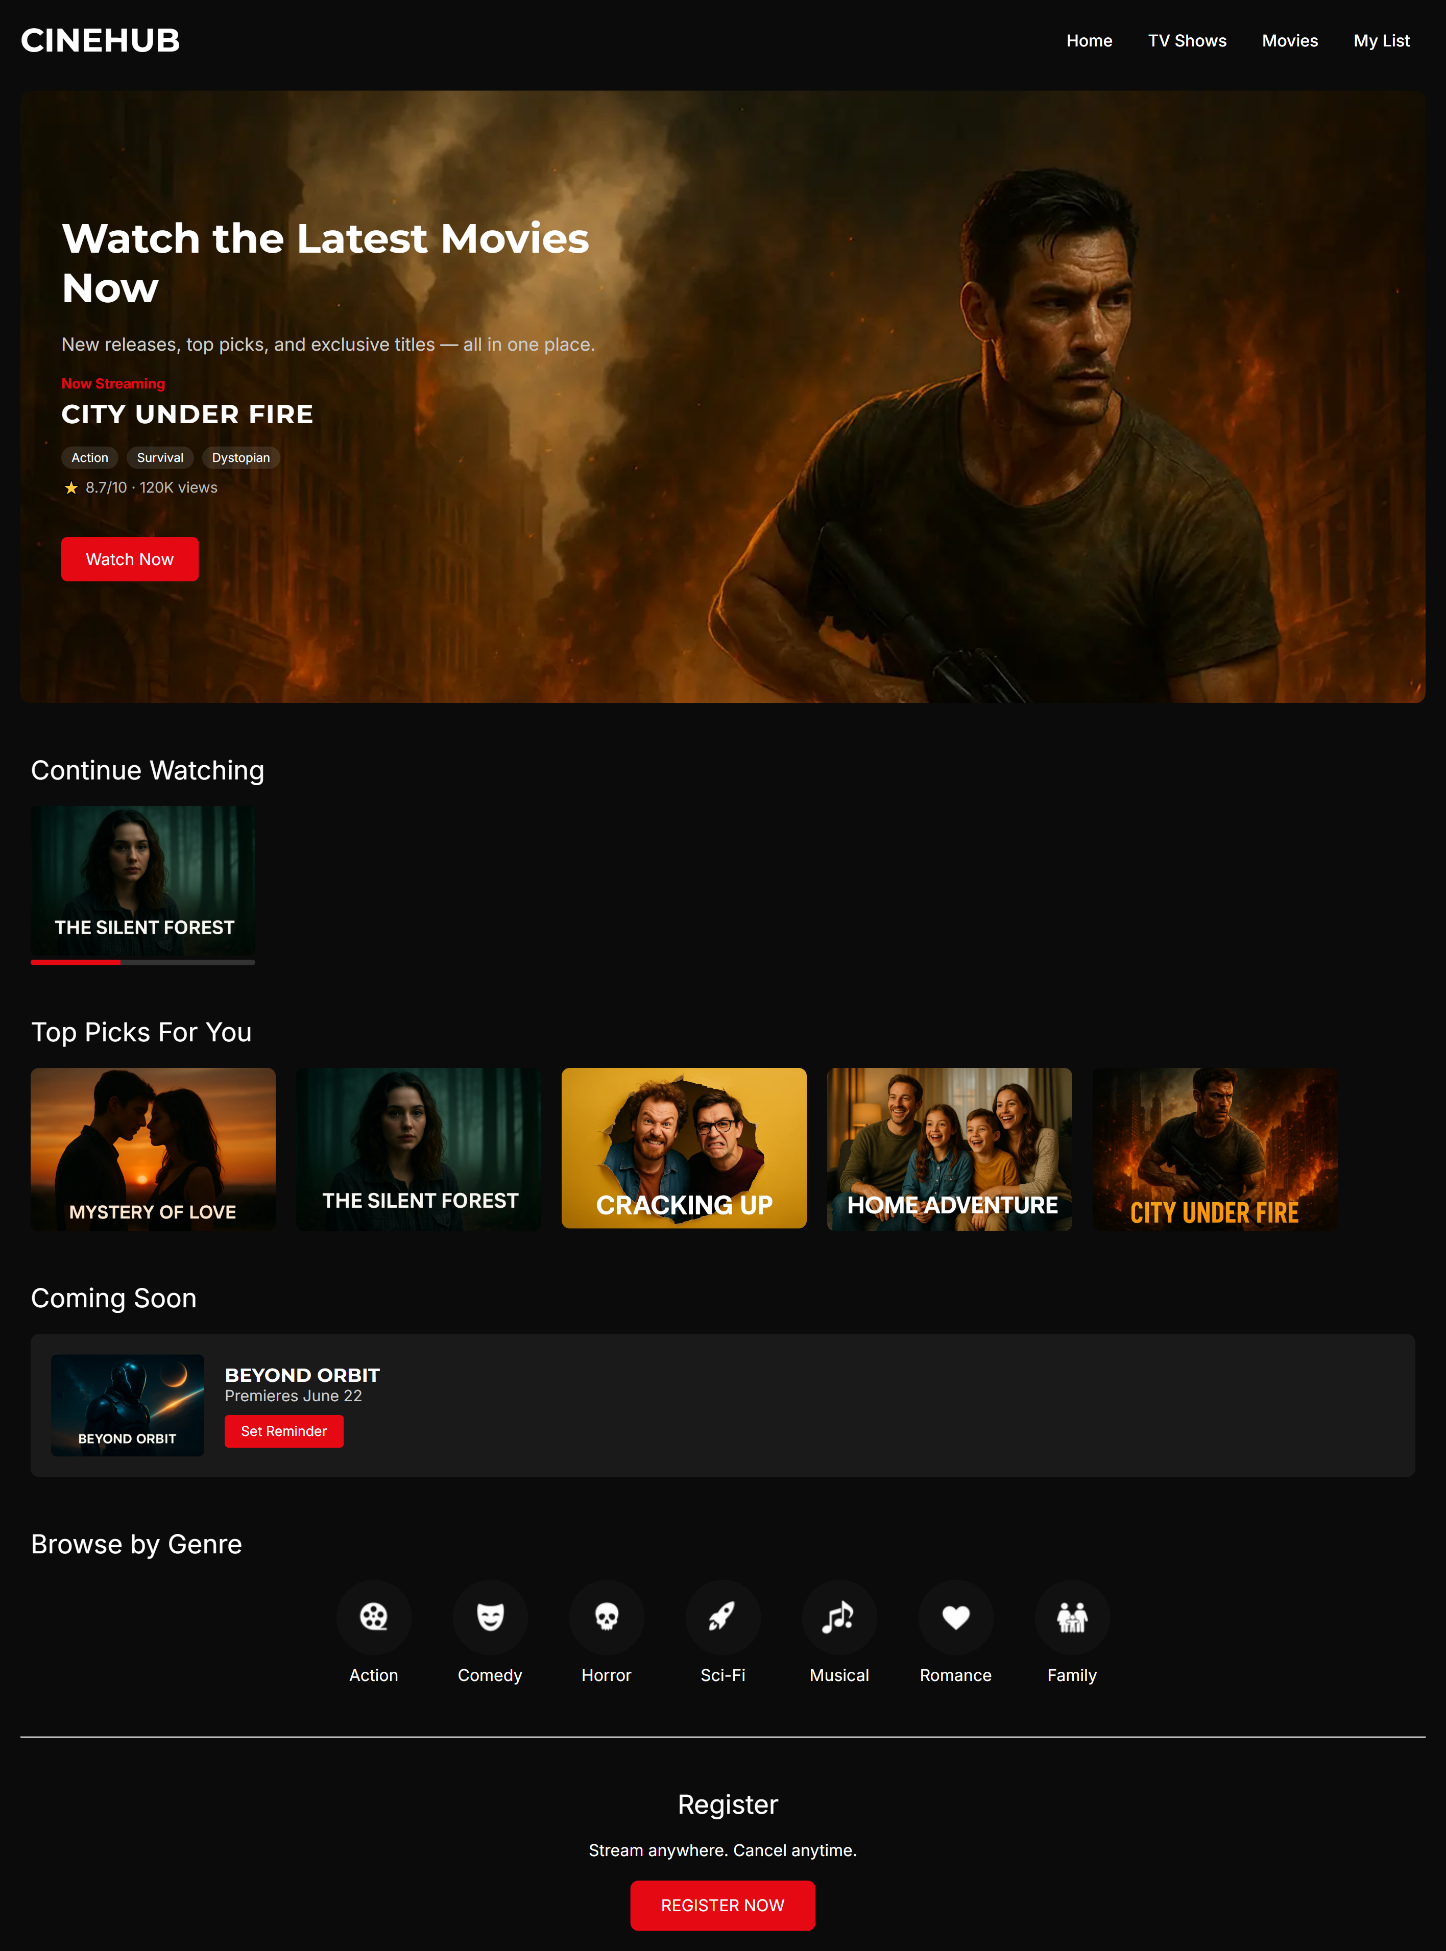 CINEHUB
Home TV Shows Movies My List
Watch the Latest Movies
Now
New releases, top picks, and exclusive titles — all in one place.
Now Streaming
CITY UNDER FIRE
Action Survival Dystopian
8.7/10 · 120K views
Watch Now
Continue Watching
THE SILENT FOREST
Top Picks For You
MYSTERY OF LOVE
THE SILENT FOREST
CRACKING UP
HOME ADVENTURE
CITY UNDER FIRE
Coming Soon
BEYOND ORBIT
BEYOND ORBIT
Premieres June 22
Set Reminder
Browse by Genre
Action Comedy Horror Sci-Fi Musical Romance Family
Register
Stream anywhere. Cancel anytime.
REGISTER NOW